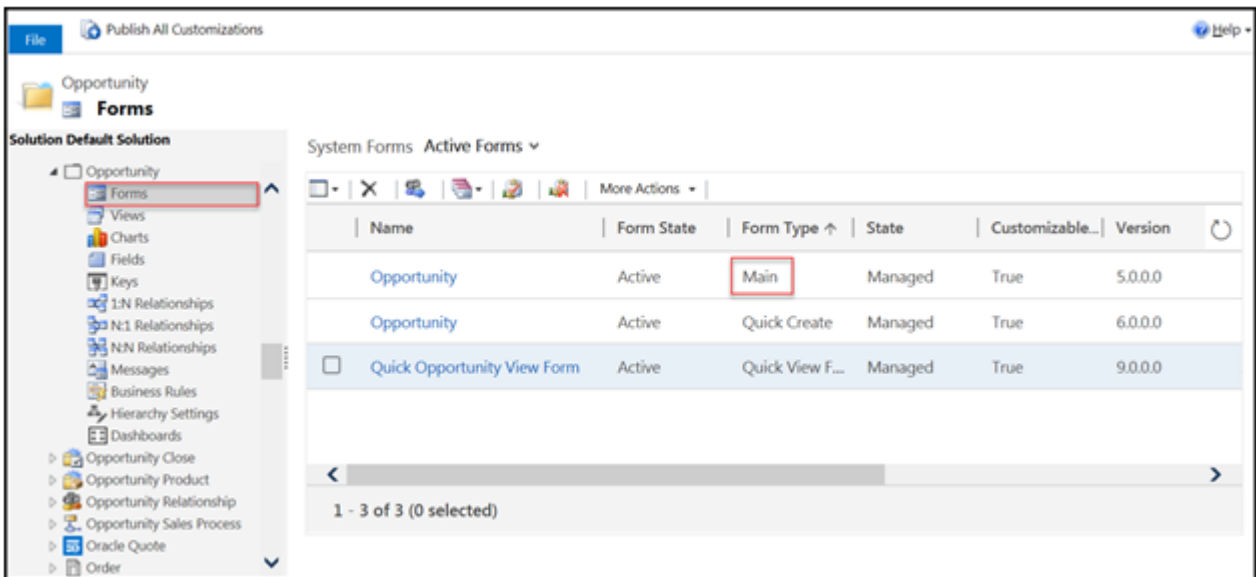 File
Publish All Customizations
Help
Opportunity
Forms
Solution Default Solution
Opportunity
Forms
Views
Charts
Fields
Keys
1:N Relationships
N:1 Relationships
N:N Relationships
Messages
Business Rules
Hierarchy Settings
Dashboards
Opportunity Close
Opportunity Product
Opportunity Relationship
Opportunity Sales Process
Oracle Quote
Order
System Forms Active Forms
More Actions
Name Form State Form Type ↑ State Customizable... Version
Opportunity Active Main Managed True 5.0.0.0
Opportunity Active Quick Create Managed True 6.0.0.0
Quick Opportunity View Form Active Quick View F... Managed True 9.0.0.0
1 - 3 of 3 (0 selected)